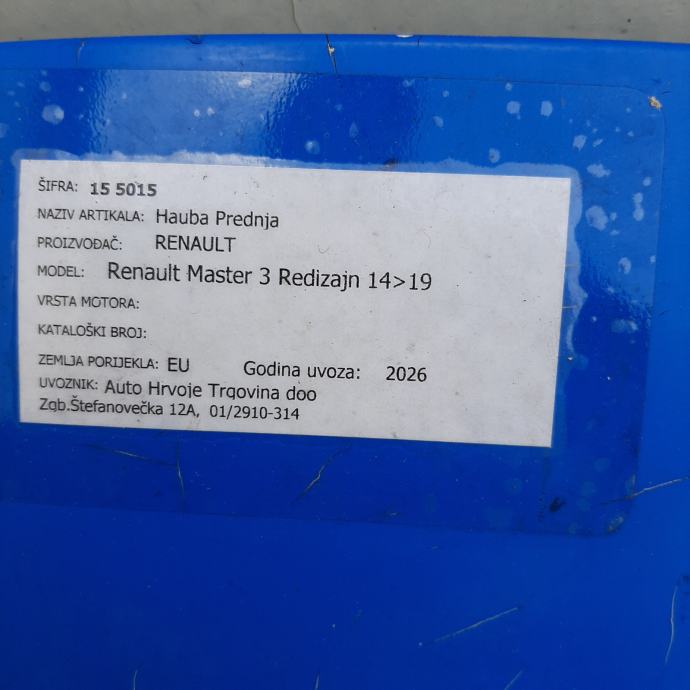 ŠIFRA: 15 5015
NAZIV ARTIKALA: Hauba Prednja
PROIZVOĐAČ: RENAULT
MODEL: Renault Master 3 Redizajn 14>19
VRSTA MOTORA:
KATALOŠKI BROJ:
ZEMLJA PORIJEKLA: EU Godina uvoza: 2026
UVOZNIK: Auto Hrvoje Trgovina doo
Zgb.Štefanovečka 12A, 01/2910-314